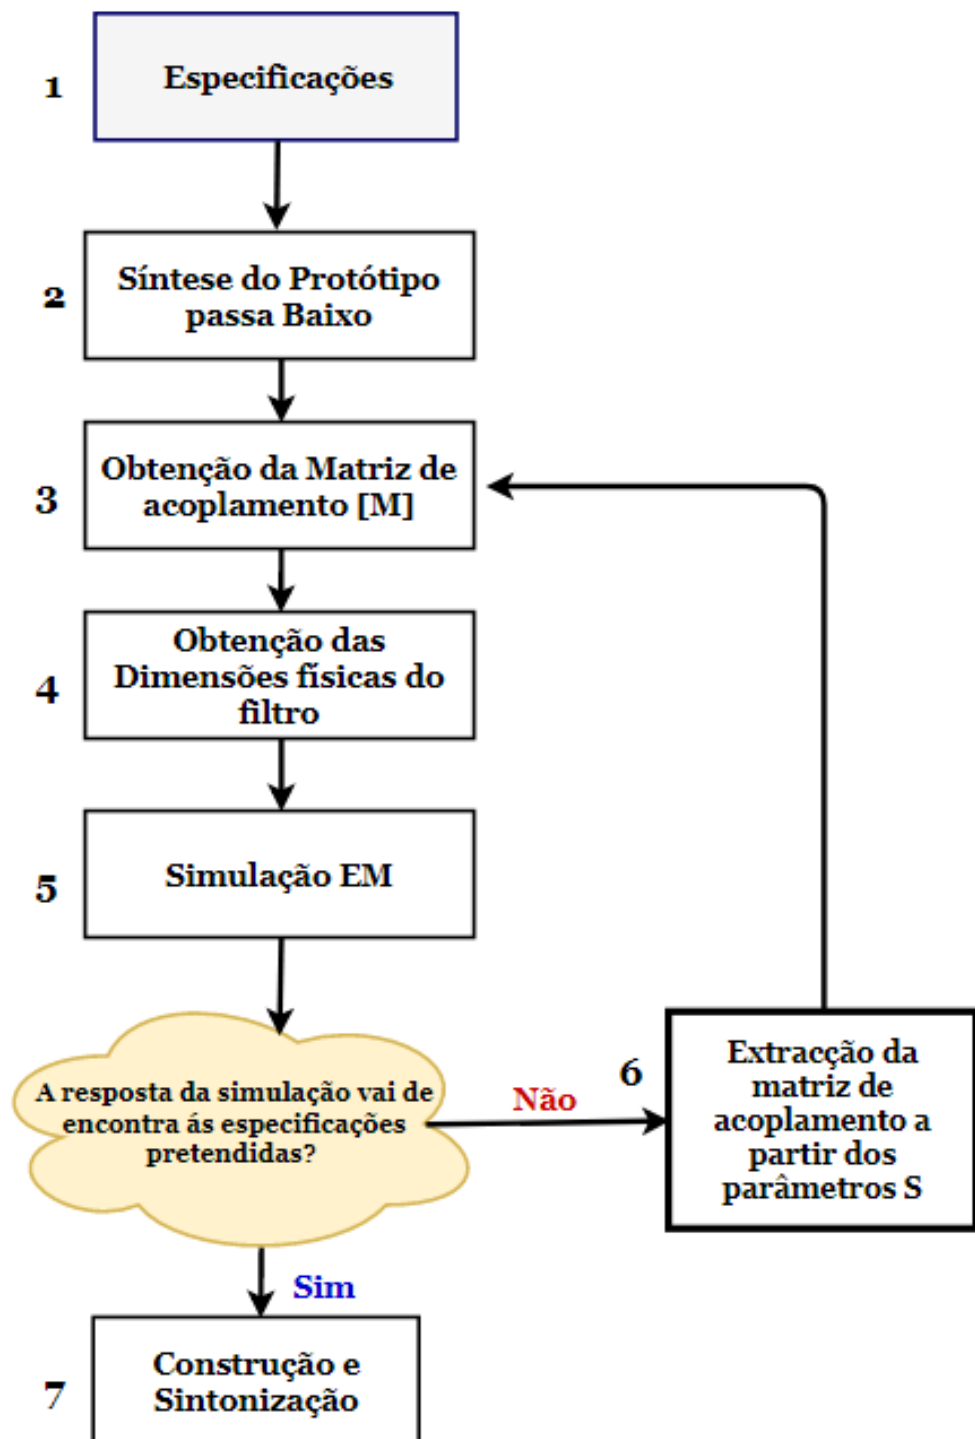 1
Especificações
2
Síntese do Protótipo
passa Baixo
3
Obtenção da Matriz de
acoplamento [M]
4
Obtenção das
Dimensões físicas do
filtro
5
Simulação EM
A resposta da simulação vai de
encontra ás especificações
pretendidas?
Não
6
Extracção da
matriz de
acoplamento a
partir dos
parâmetros S
Sim
7
Construção e
Sintonização